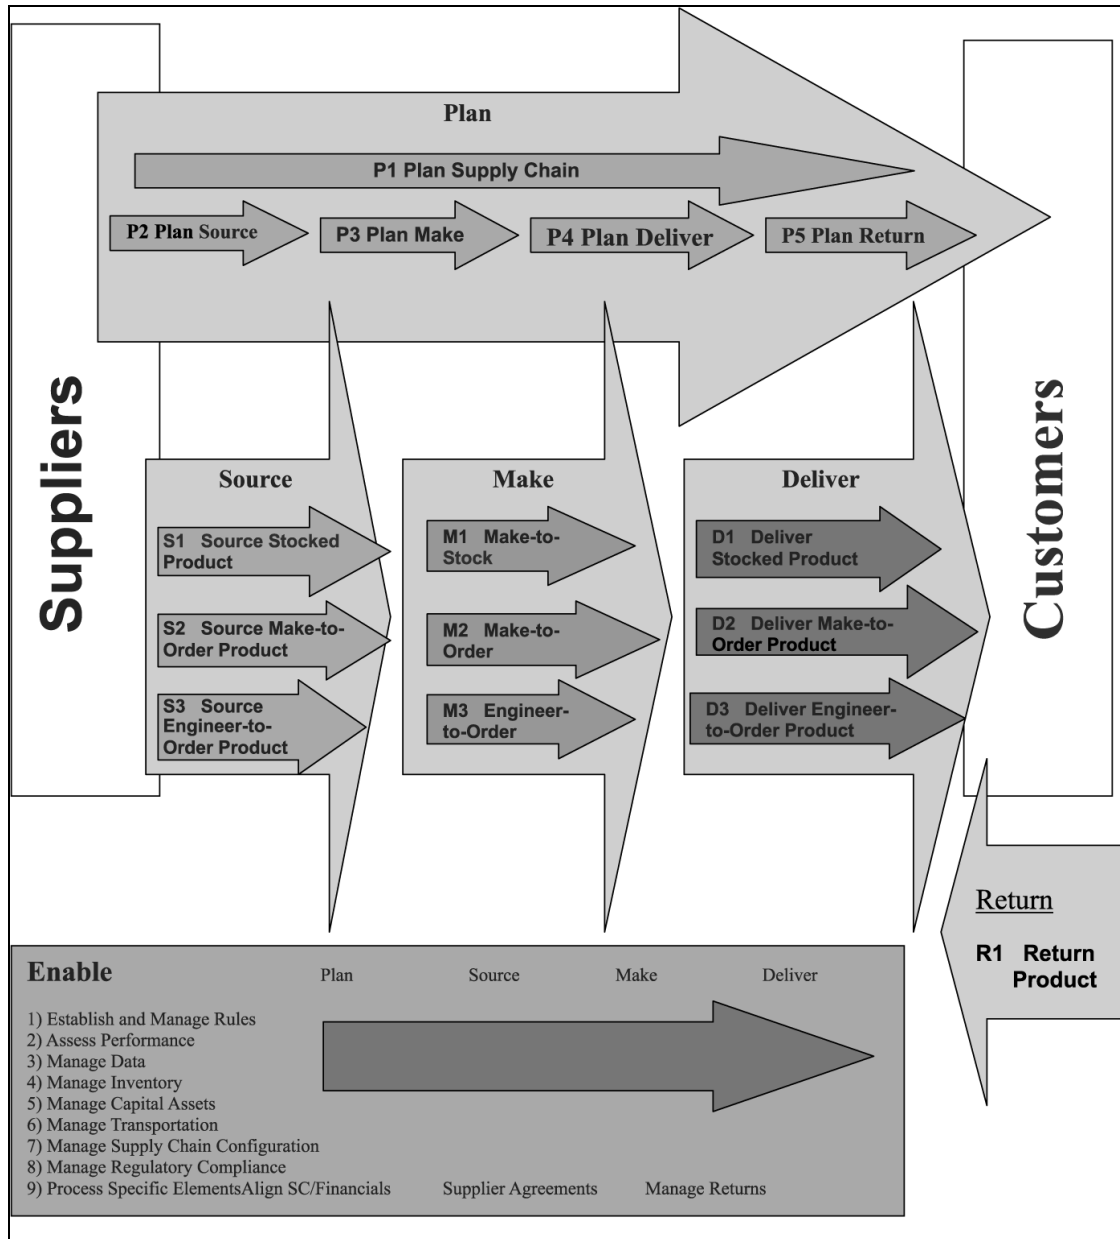 Plan
P1 Plan Supply Chain
P2 Plan Source
P3 Plan Make
P4 Plan Deliver
P5 Plan Return
Suppliers
Customers
Source
S1 Source Stocked
Product
S2 Source Make-to-
Order Product
S3 Source
Engineer-to-
Order Product
Make
M1 Make-to-
Stock
M2 Make-to-
Order
M3 Engineer-
to-Order
Deliver
D1 Deliver
Stocked Product
D2 Deliver Make-to-
Order Product
D3 Deliver Engineer-
to-Order Product
Return
R1 Return
Product
Enable
Plan Source Make Deliver
1) Establish and Manage Rules
2) Assess Performance
3) Manage Data
4) Manage Inventory
5) Manage Capital Assets
6) Manage Transportation
7) Manage Supply Chain Configuration
8) Manage Regulatory Compliance
9) Process Specific ElementsAlign SC/Financials Supplier Agreements Manage Returns